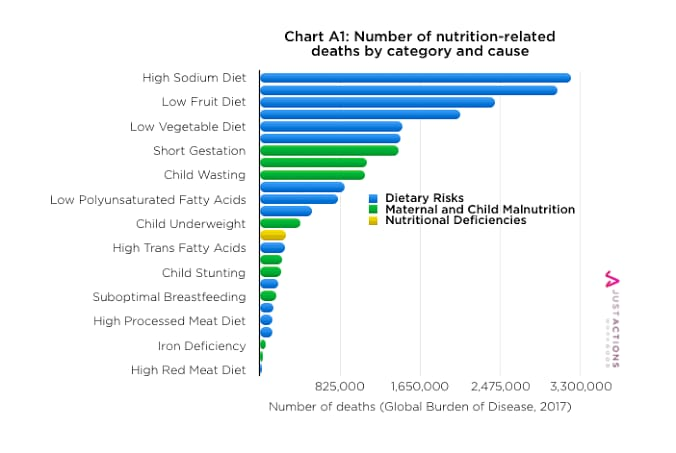 Chart A1: Number of nutrition-related
deaths by category and cause
High Sodium Diet
Low Fruit Diet
Low Vegetable Diet
Short Gestation
Child Wasting
Low Polyunsaturated Fatty Acids
Child Underweight
High Trans Fatty Acids
Child Stunting
Suboptimal Breastfeeding
High Processed Meat Diet
Iron Deficiency
High Red Meat Diet
Dietary Risks
Maternal and Child Malnutrition
Nutritional Deficiencies
825,000 1,650,000 2,475,000 3,300,000
Number of deaths (Global Burden of Disease, 2017)
JUSTACTIONS